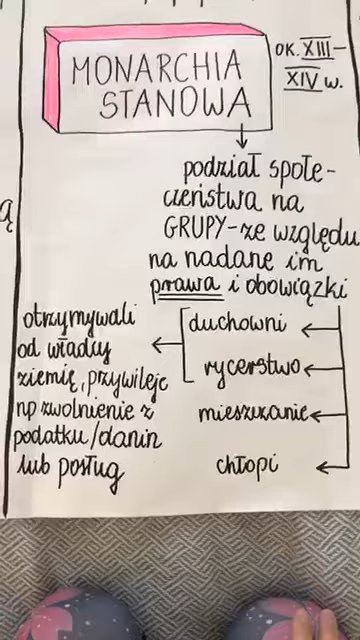 MONARCHIA
STANOWA
OK. XIII-
XIV w.
podział społe-
czeństwa na
GRUPY-ze względu
na nadane im
prawa i obowiązki
duchowni
rycerstwo
mieszczanie
chłopi
otrzymywali
od władcy
ziemię, przywileje
np zwolnienie z
podatku/danin
lub posług
ą